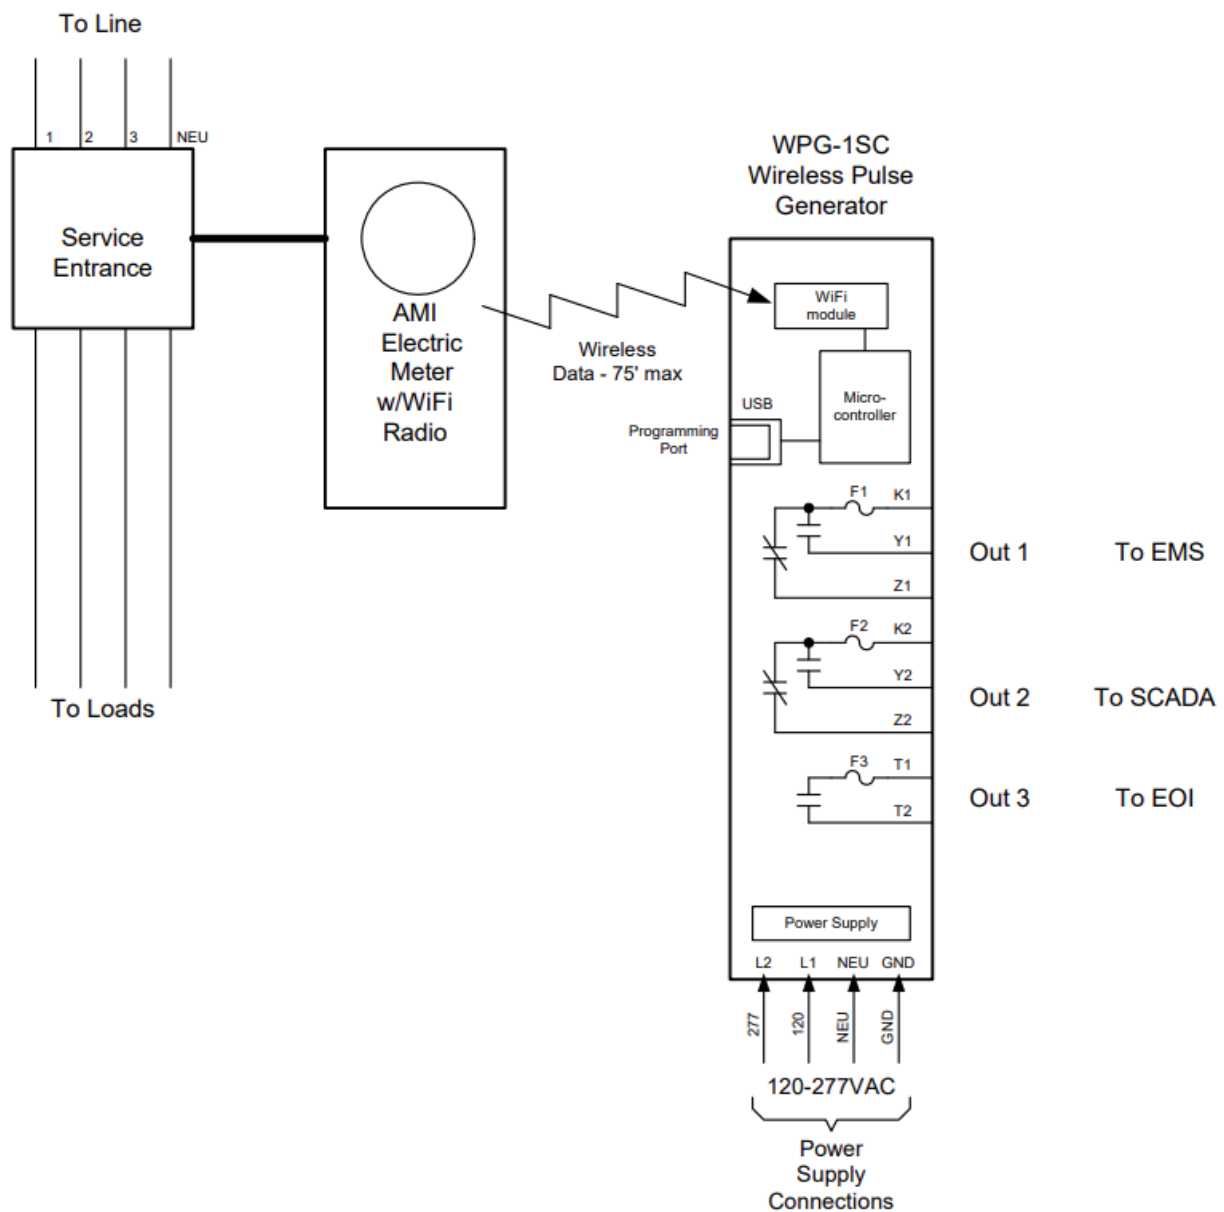 To Line
1
2
3
NEU
Service
Entrance
To Loads
AMI
Electric
Meter
w/WiFi
Radio
Wireless
Data - 75' max
WPG-1SC
Wireless Pulse
Generator
WiFi
module
Micro-
controller
USB
Programming
Port
F1
K1
Y1
Z1
Out 1
To EMS
F2
K2
Y2
Z2
Out 2
To SCADA
F3
T1
T2
Out 3
To EOI
Power Supply
L2
L1
NEU
GND
277
120
NEU
GND
120-277VAC
Power
Supply
Connections